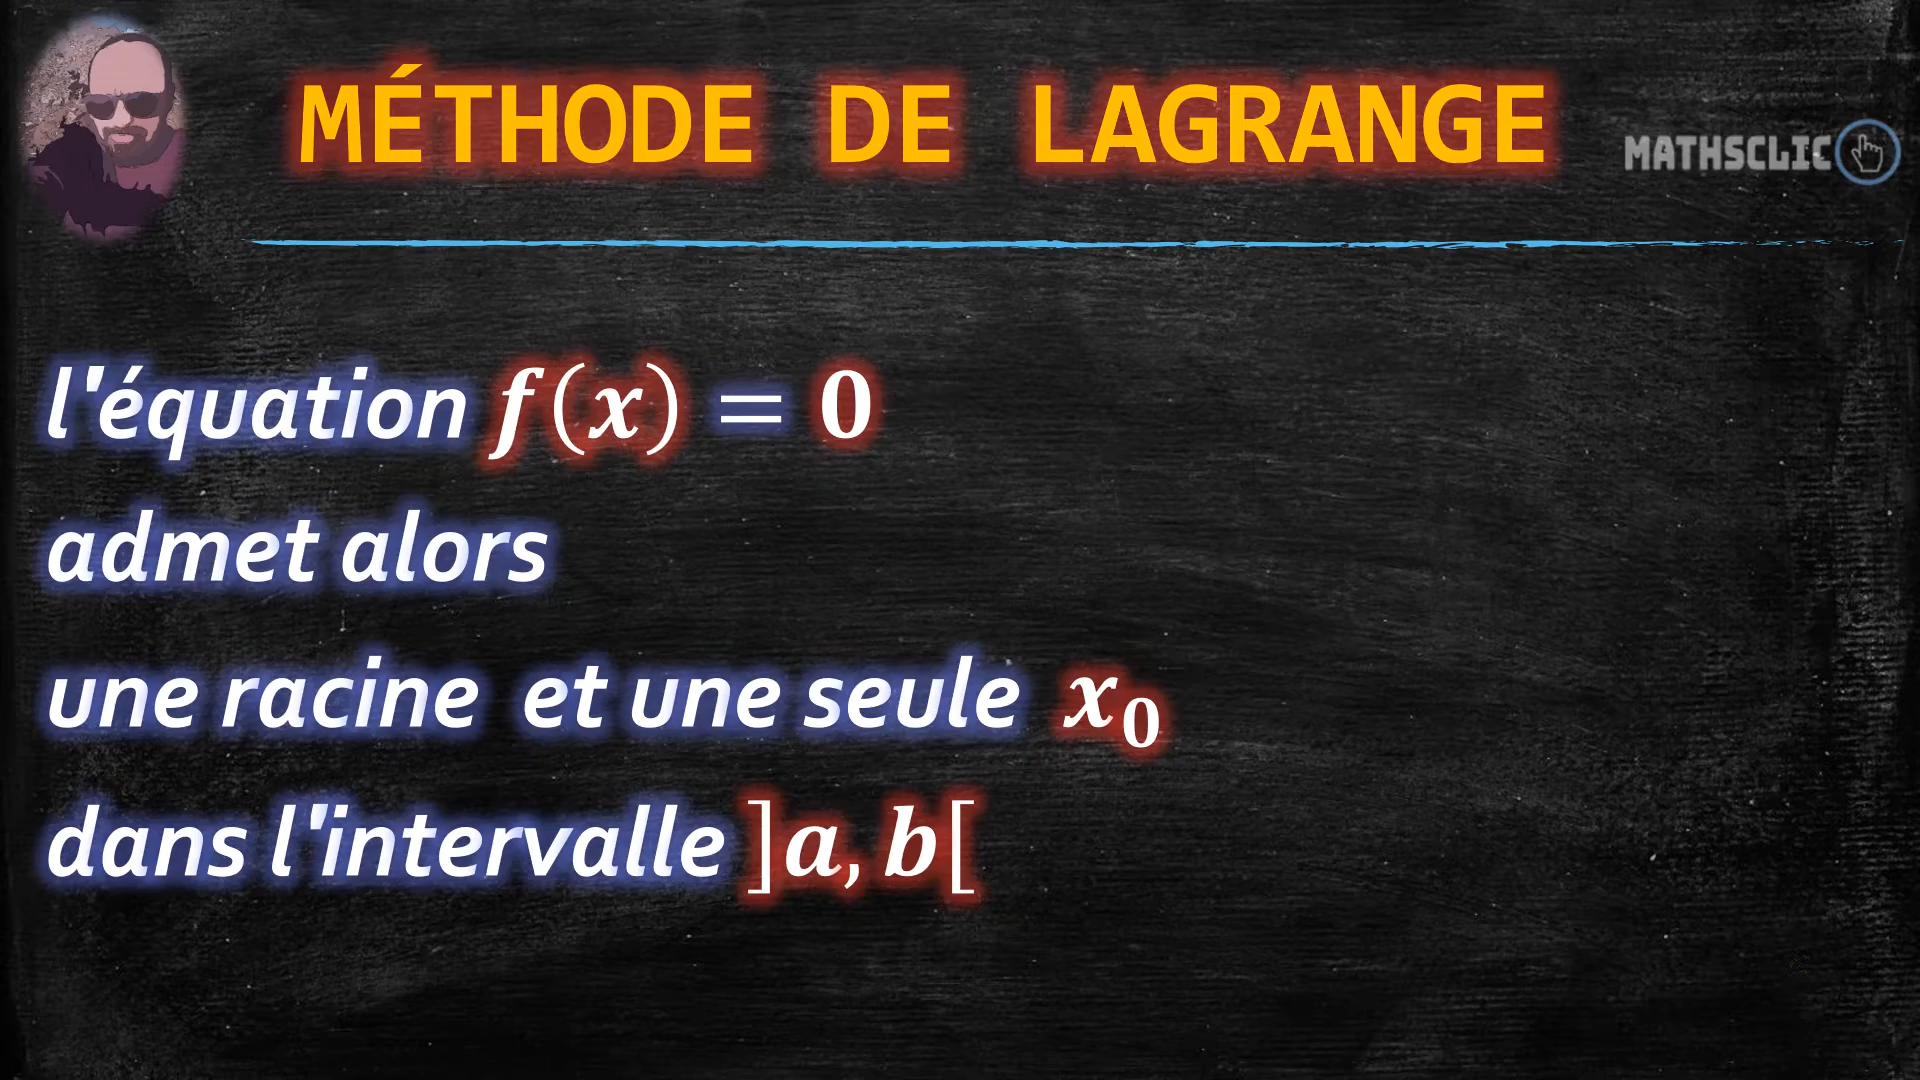 MÉTHODE DE LAGRANGE
MATHSCLIC
l'équation f(x) = 0
admet alors
une racine et une seule x₀
dans l'intervalle ]a, b[